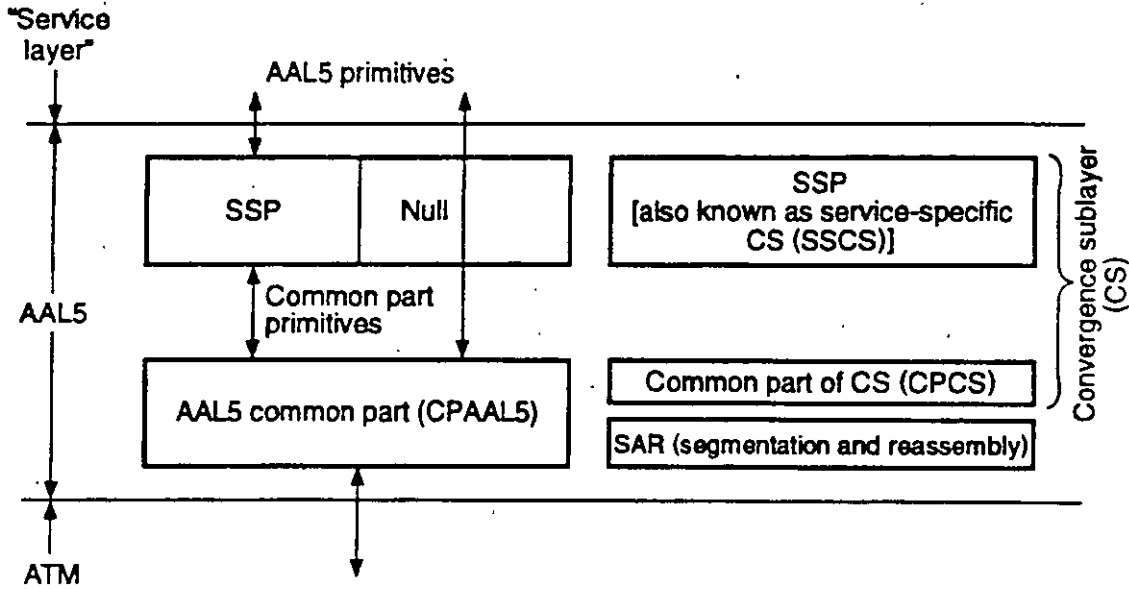 "Service
layer"
AAL5 primitives
SSP
Null
SSP
[also known as service-specific
CS (SSCS)]
Convergence sublayer
(CS)
AAL5
Common part
primitives
AAL5 common part (CPAAL5)
Common part of CS (CPCS)
SAR (segmentation and reassembly)
ATM